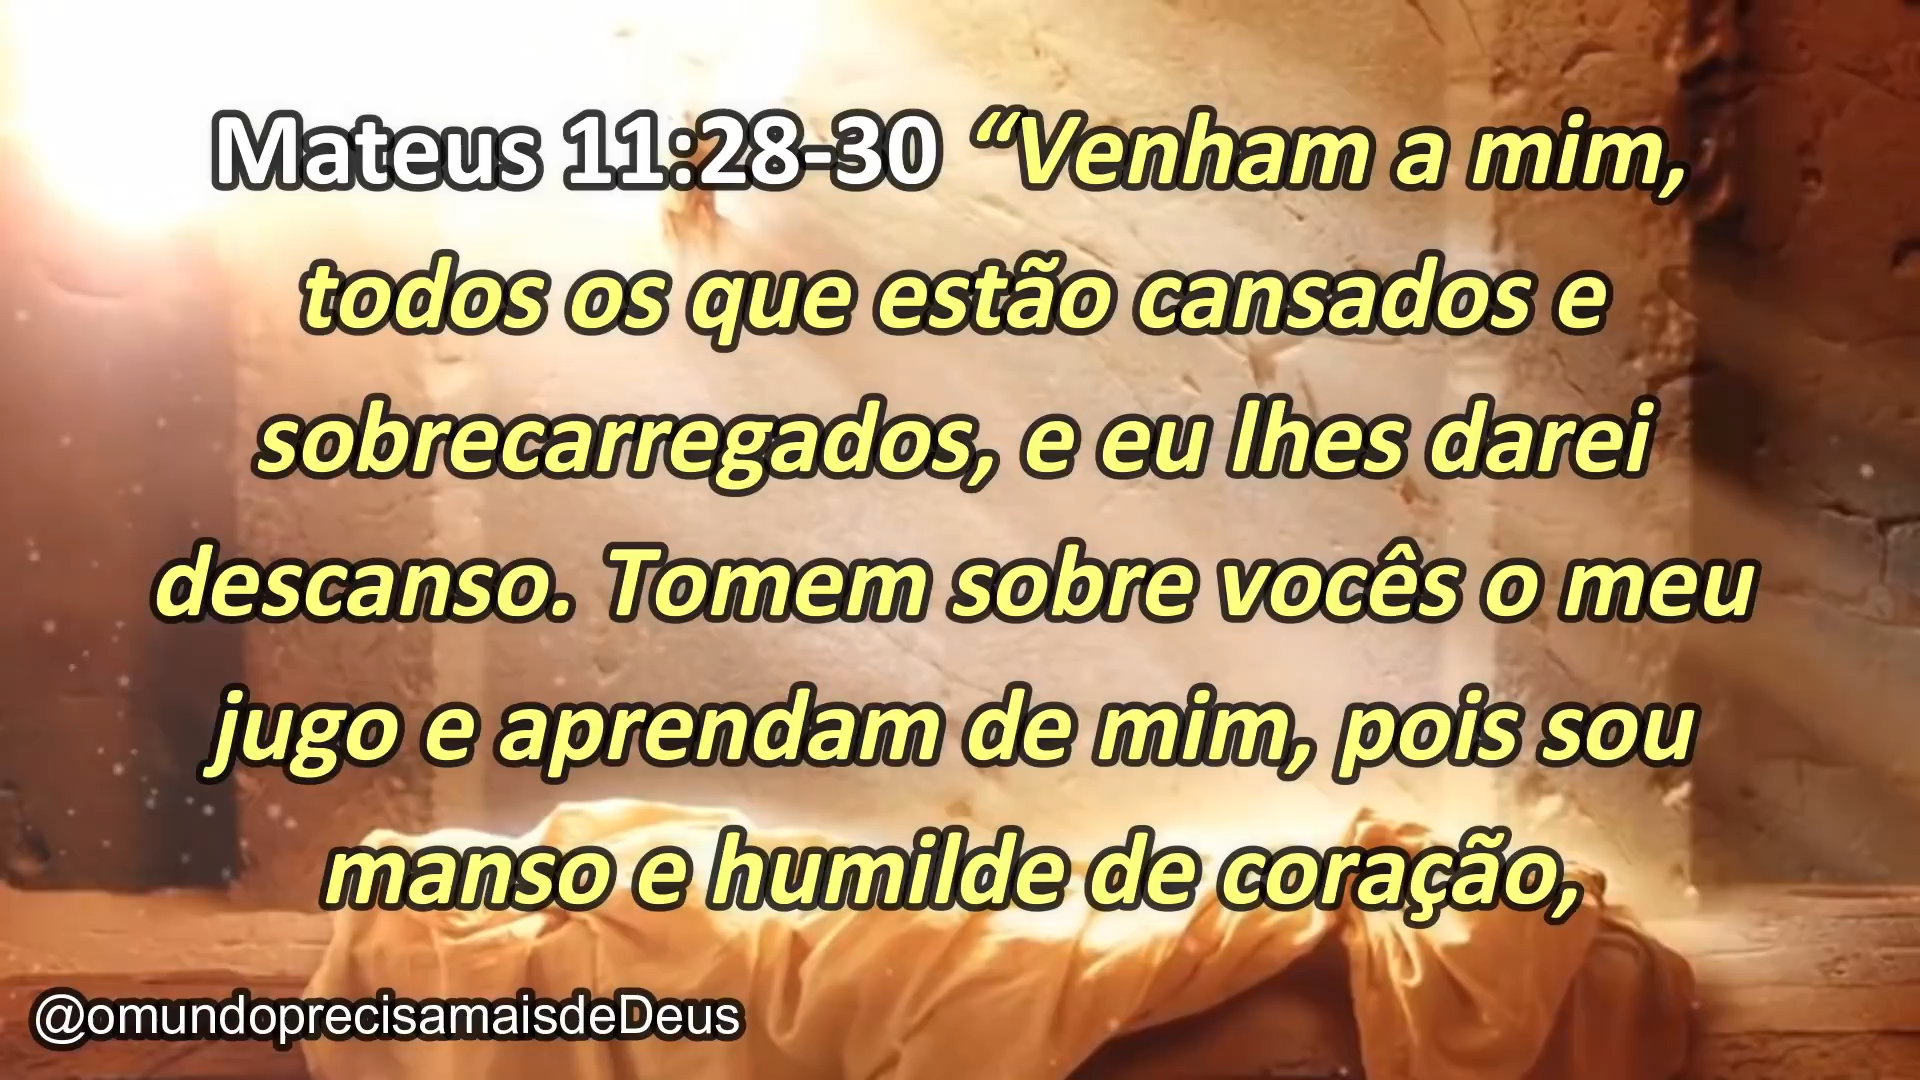 Mateus 11:28-30 “Venham a mim,
todos os que estão cansados e
sobrecarregados, e eu lhes darei
descanso. Tomem sobre vocês o meu
jugo e aprendam de mim, pois sou
manso e humilde de coração,
@omundoprecisamaisdeDeus